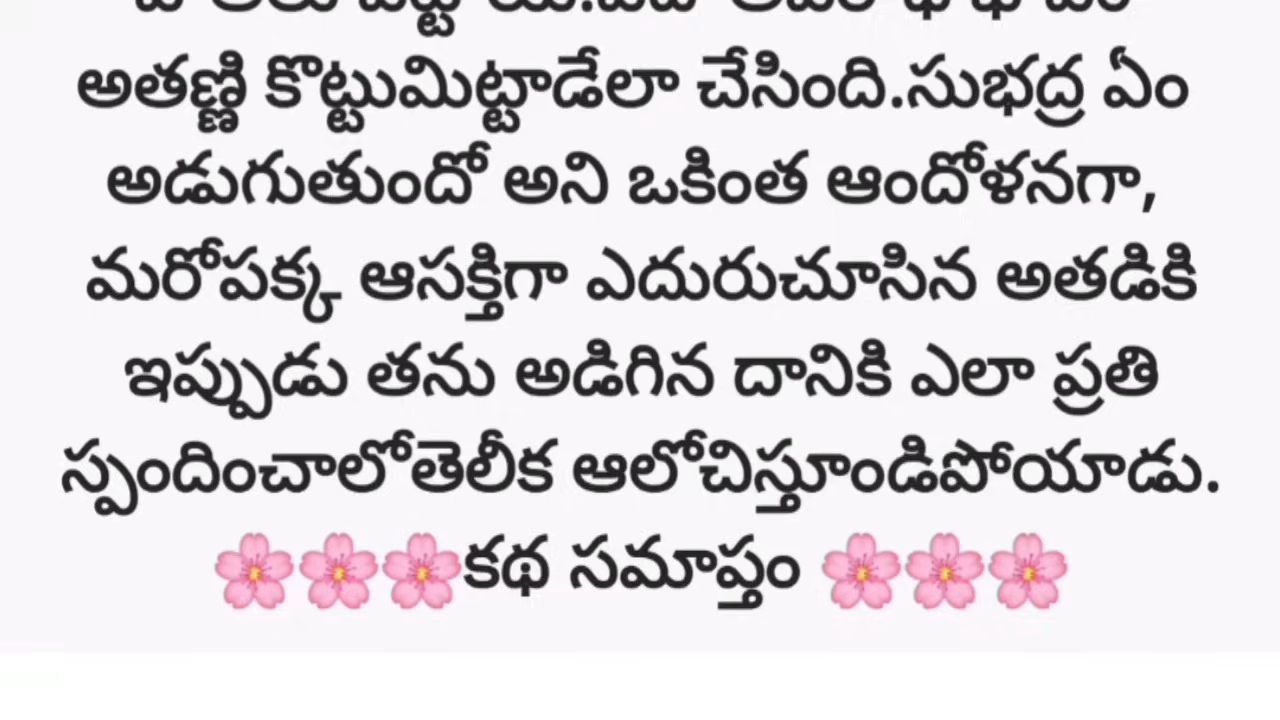 అతణ్ణి కొట్టుమిట్టాడేలా చేసింది.సుభద్ర ఏం
అడుగుతుందో అని ఒకింత ఆందోళనగా,
మరోపక్క ఆసక్తిగా ఎదురుచూసిన అతడికి
ఇప్పుడు తను అడిగిన దానికి ఎలా ప్రతి
స్పందించాలోతెలీక ఆలోచిస్తూండిపోయాడు.
🌸🌸🌸కథ సమాప్తం 🌸🌸🌸